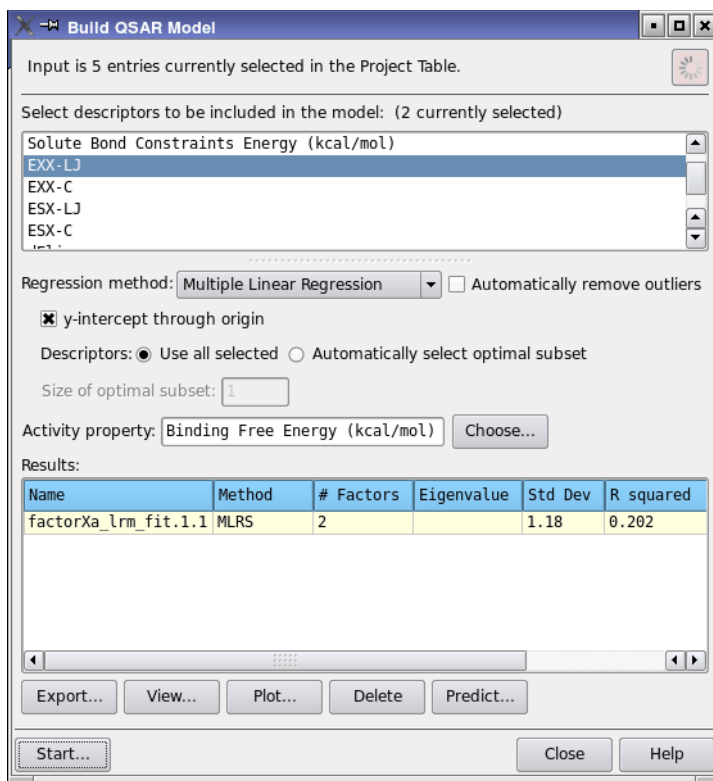 Build QSAR Model
Input is 5 entries currently selected in the Project Table.
Select descriptors to be included in the model: (2 currently selected)
Solute Bond Constraints Energy (kcal/mol)
EXX-LJ
EXX-C
ESX-LJ
ESX-C
Regression method: Multiple Linear Regression Automatically remove outliers
y-intercept through origin
Descriptors: Use all selected Automatically select optimal subset
Size of optimal subset: 1
Activity property: Binding Free Energy (kcal/mol) Choose...
Results:
Name Method # Factors Eigenvalue Std Dev R squared
factorXa_lrm_fit.1.1 MLRS 2 1.18 0.202
Export... View... Plot... Delete Predict...
Start... Close Help